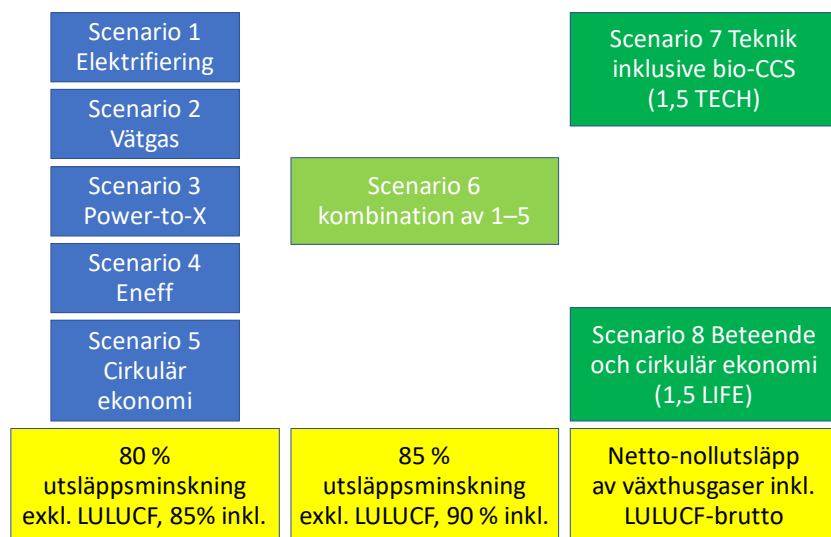 Scenario 1
Elektrifiering
Scenario 2
Vätgas
Scenario 3
Power-to-X
Scenario 4
Eneff
Scenario 5
Cirkulär
ekonomi
80 %
utsläppsminskning
exkl. LULUCF, 85% inkl.
Scenario 6
kombination av 1–5
85 %
utsläppsminskning
exkl. LULUCF, 90 % inkl.
Scenario 7 Teknik
inklusive bio-CCS
(1,5 TECH)
Scenario 8 Beteende
och cirkulär ekonomi
(1,5 LIFE)
Netto-nollutsläpp
av växthusgaser inkl.
LULUCF-brutto